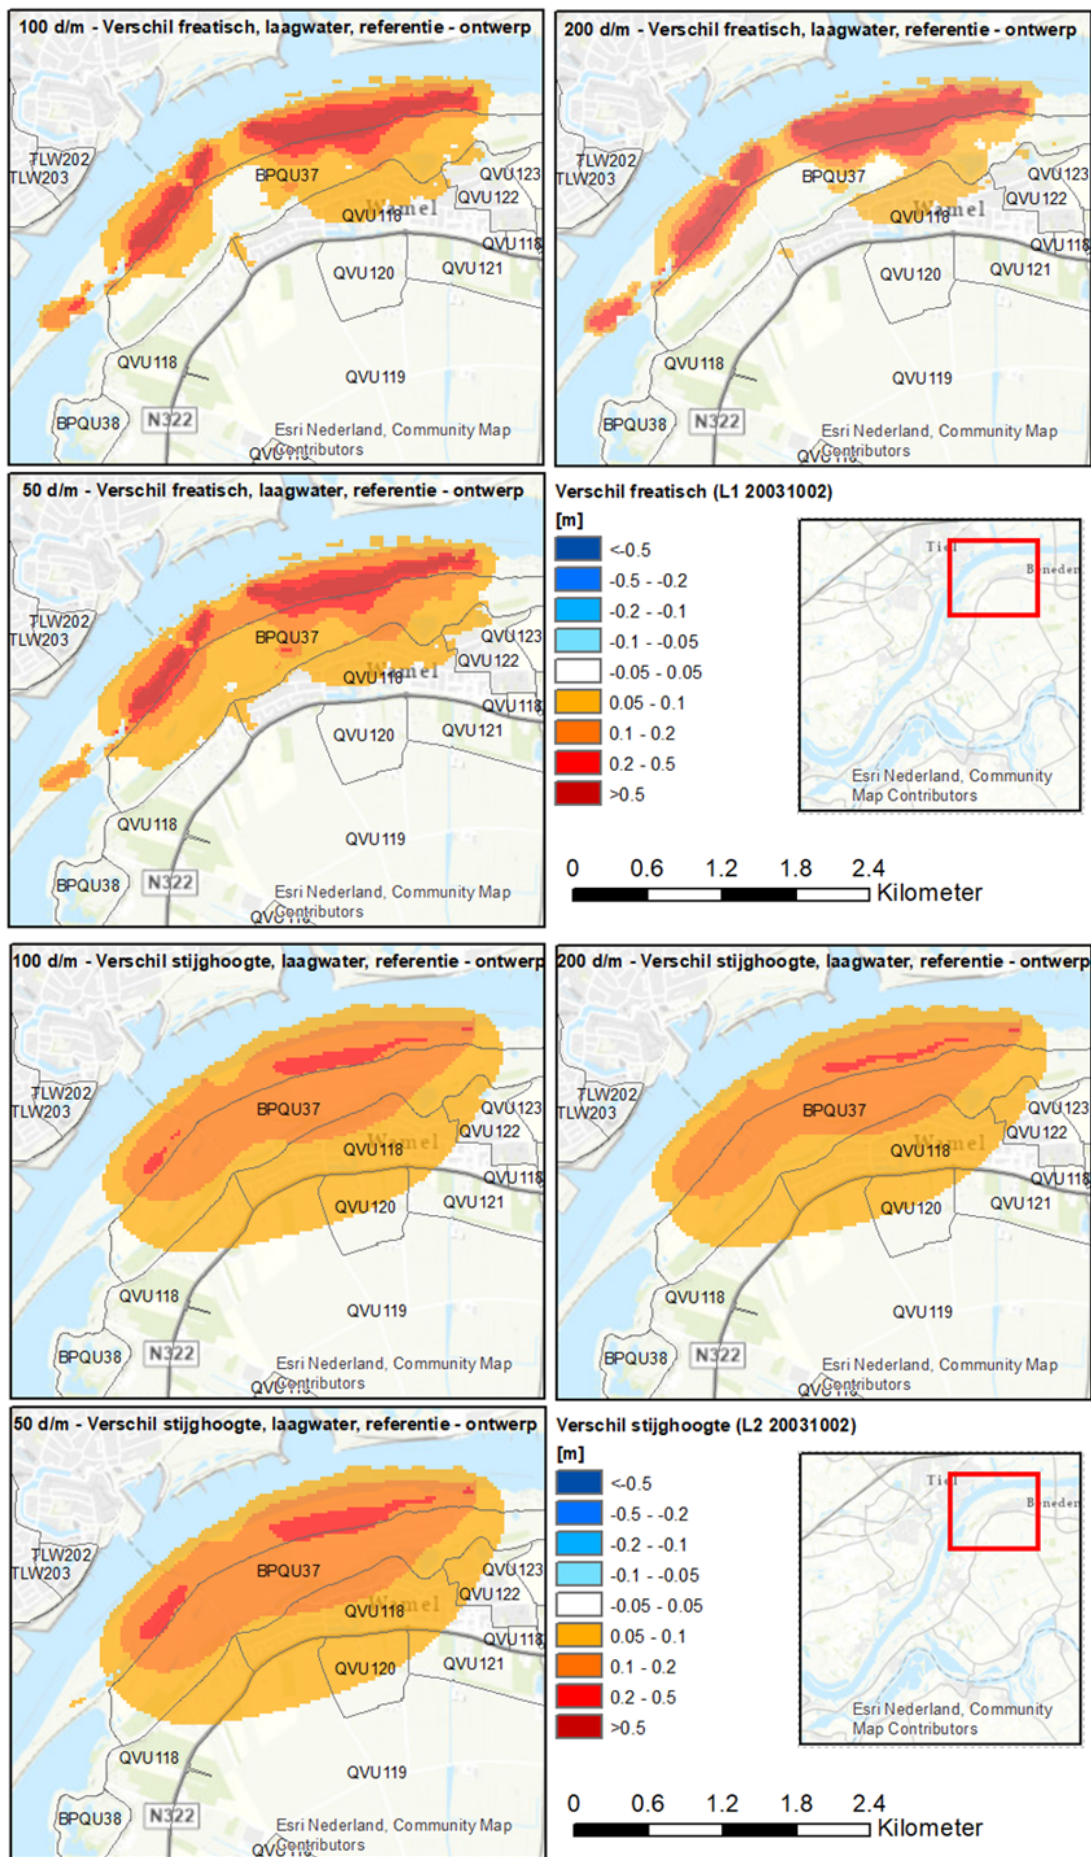 100 d/m - Verschil freatisch, laagwater, referentie - ontwerp
TLW202
TLW203
BPQU37
QVU123
QVU122
Wamel
QVU118
QVU118
QVU120
QVU121
QVU118
QVU119
BPQU38
N322
Esri Nederland, Community Map
Contributors
200 d/m - Verschil freatisch, laagwater, referentie - ontwerp
TLW202
TLW203
BPQU37
QVU123
QVU122
Wamel
QVU118
QVU118
QVU120
QVU121
QVU118
QVU119
BPQU38
N322
Esri Nederland, Community Map
Contributors
50 d/m - Verschil freatisch, laagwater, referentie - ontwerp
TLW202
TLW203
BPQU37
QVU123
QVU122
Wamel
QVU118
QVU118
QVU120
QVU121
QVU118
QVU119
BPQU38
N322
Esri Nederland, Community Map
Contributors
Verschil freatisch (L1 20031002)
[m]
<-0.5
-0.5 - -0.2
-0.2 - -0.1
-0.1 - -0.05
-0.05 - 0.05
0.05 - 0.1
0.1 - 0.2
0.2 - 0.5
>0.5
Tiel
Beneden
Esri Nederland, Community
Map Contributors
0 0.6 1.2 1.8 2.4
Kilometer
100 d/m - Verschil stijghoogte, laagwater, referentie - ontwerp
TLW202
TLW203
BPQU37
QVU123
QVU122
Wamel
QVU118
QVU118
QVU120
QVU121
QVU118
QVU119
BPQU38
N322
Esri Nederland, Community Map
Contributors
200 d/m - Verschil stijghoogte, laagwater, referentie - ontwerp
TLW202
TLW203
BPQU37
QVU123
QVU122
Wamel
QVU118
QVU118
QVU120
QVU121
QVU118
QVU119
BPQU38
N322
Esri Nederland, Community Map
Contributors
50 d/m - Verschil stijghoogte, laagwater, referentie - ontwerp
TLW202
TLW203
BPQU37
QVU123
QVU122
Wamel
QVU118
QVU118
QVU120
QVU121
QVU118
QVU119
BPQU38
N322
Esri Nederland, Community Map
Contributors
Verschil stijghoogte (L2 20031002)
[m]
<-0.5
-0.5 - -0.2
-0.2 - -0.1
-0.1 - -0.05
-0.05 - 0.05
0.05 - 0.1
0.1 - 0.2
0.2 - 0.5
>0.5
Tiel
Beneden
Esri Nederland, Community
Map Contributors
0 0.6 1.2 1.8 2.4
Kilometer